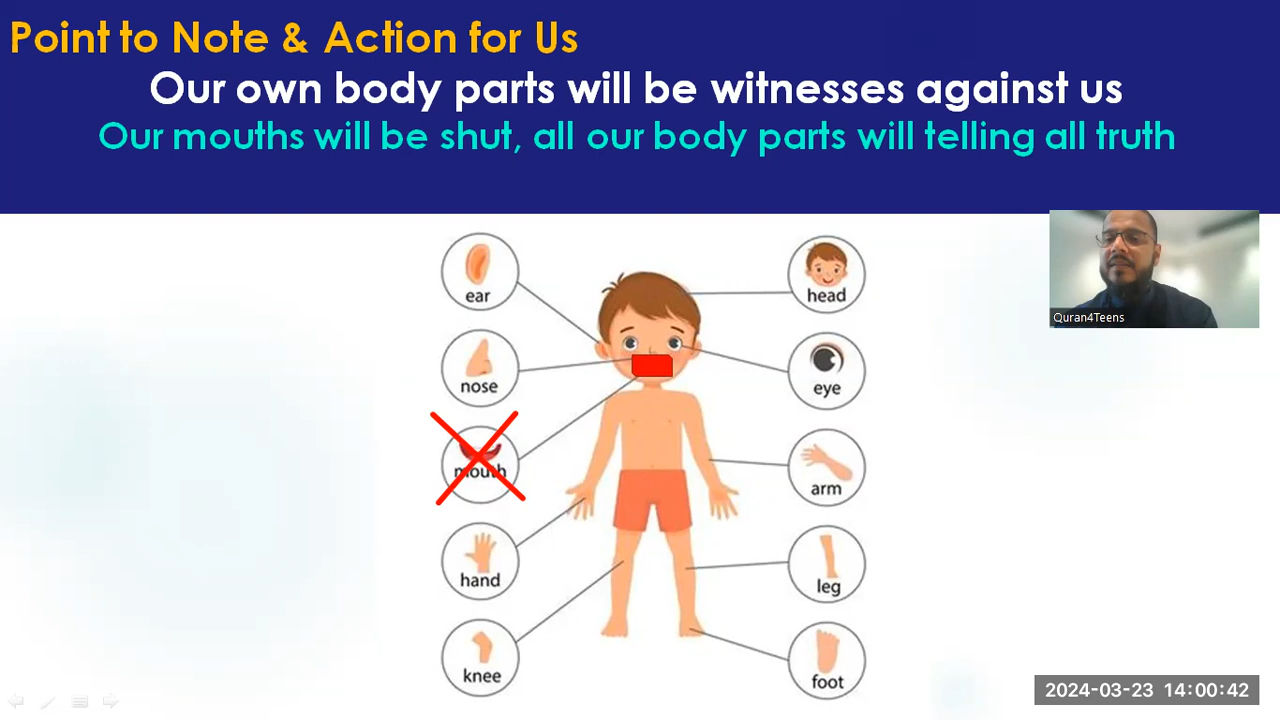 Point to Note & Action for Us
Our own body parts will be witnesses against us
Our mouths will be shut, all our body parts will telling all truth
ear
head
nose
eye
mouth
arm
hand
leg
knee
foot
Quran4Teens
2024-03-23 14:00:42